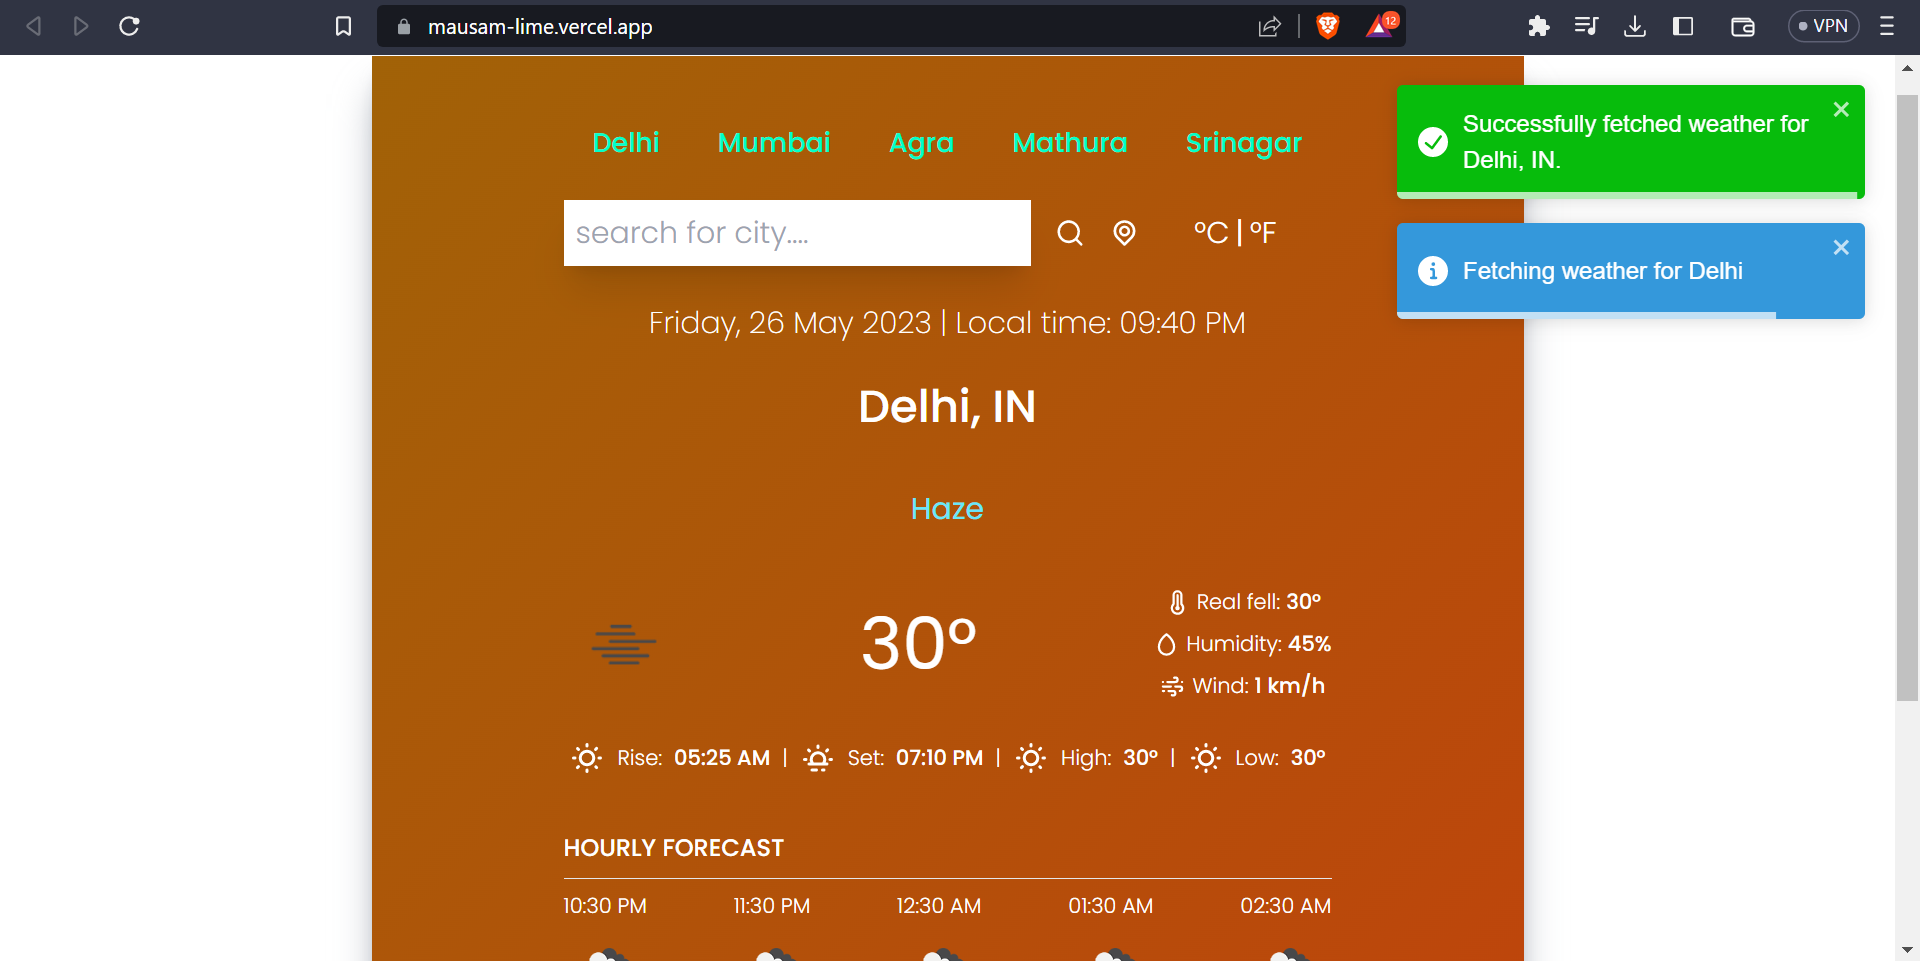 mausam-lime.vercel.app
12
VPN
Delhi Mumbai Agra Mathura Srinagar
Successfully fetched weather for
Delhi, IN.
search for city....
°C | °F
Fetching weather for Delhi
Friday, 26 May 2023 | Local time: 09:40 PM
Delhi, IN
Haze
30°
Real fell: 30°
Humidity: 45%
Wind: 1 km/h
Rise: 05:25 AM | Set: 07:10 PM | High: 30° | Low: 30°
HOURLY FORECAST
10:30 PM 11:30 PM 12:30 AM 01:30 AM 02:30 AM